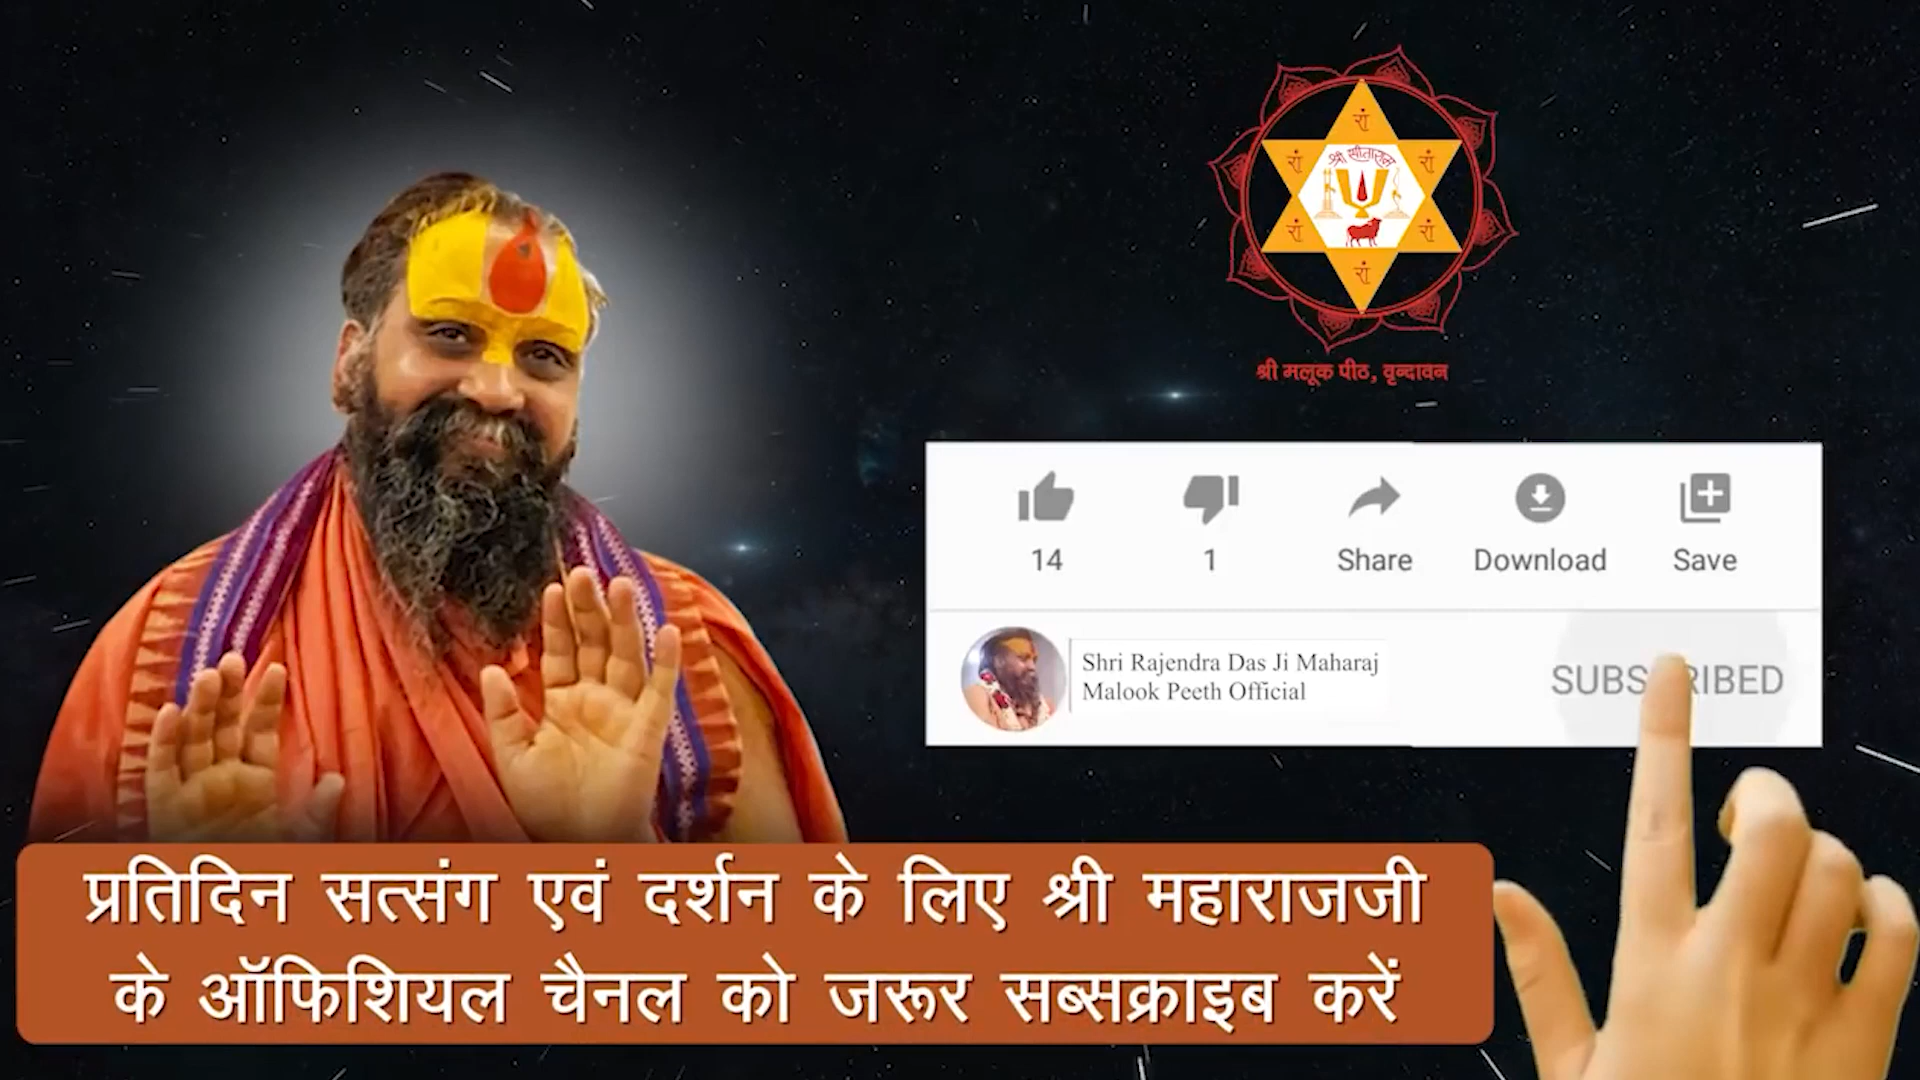 रां
श्री सीताराम
रां
रां
रां
रां
रां
श्री मलूक पीठ, वृन्दावन
14
1
Share
Download
Save
Shri Rajendra Das Ji Maharaj
Malook Peeth Official
SUBSCRIBED
प्रतिदिन सत्संग एवं दर्शन के लिए श्री महाराजजी
के ऑफिशियल चैनल को जरूर सब्सक्राइब करें